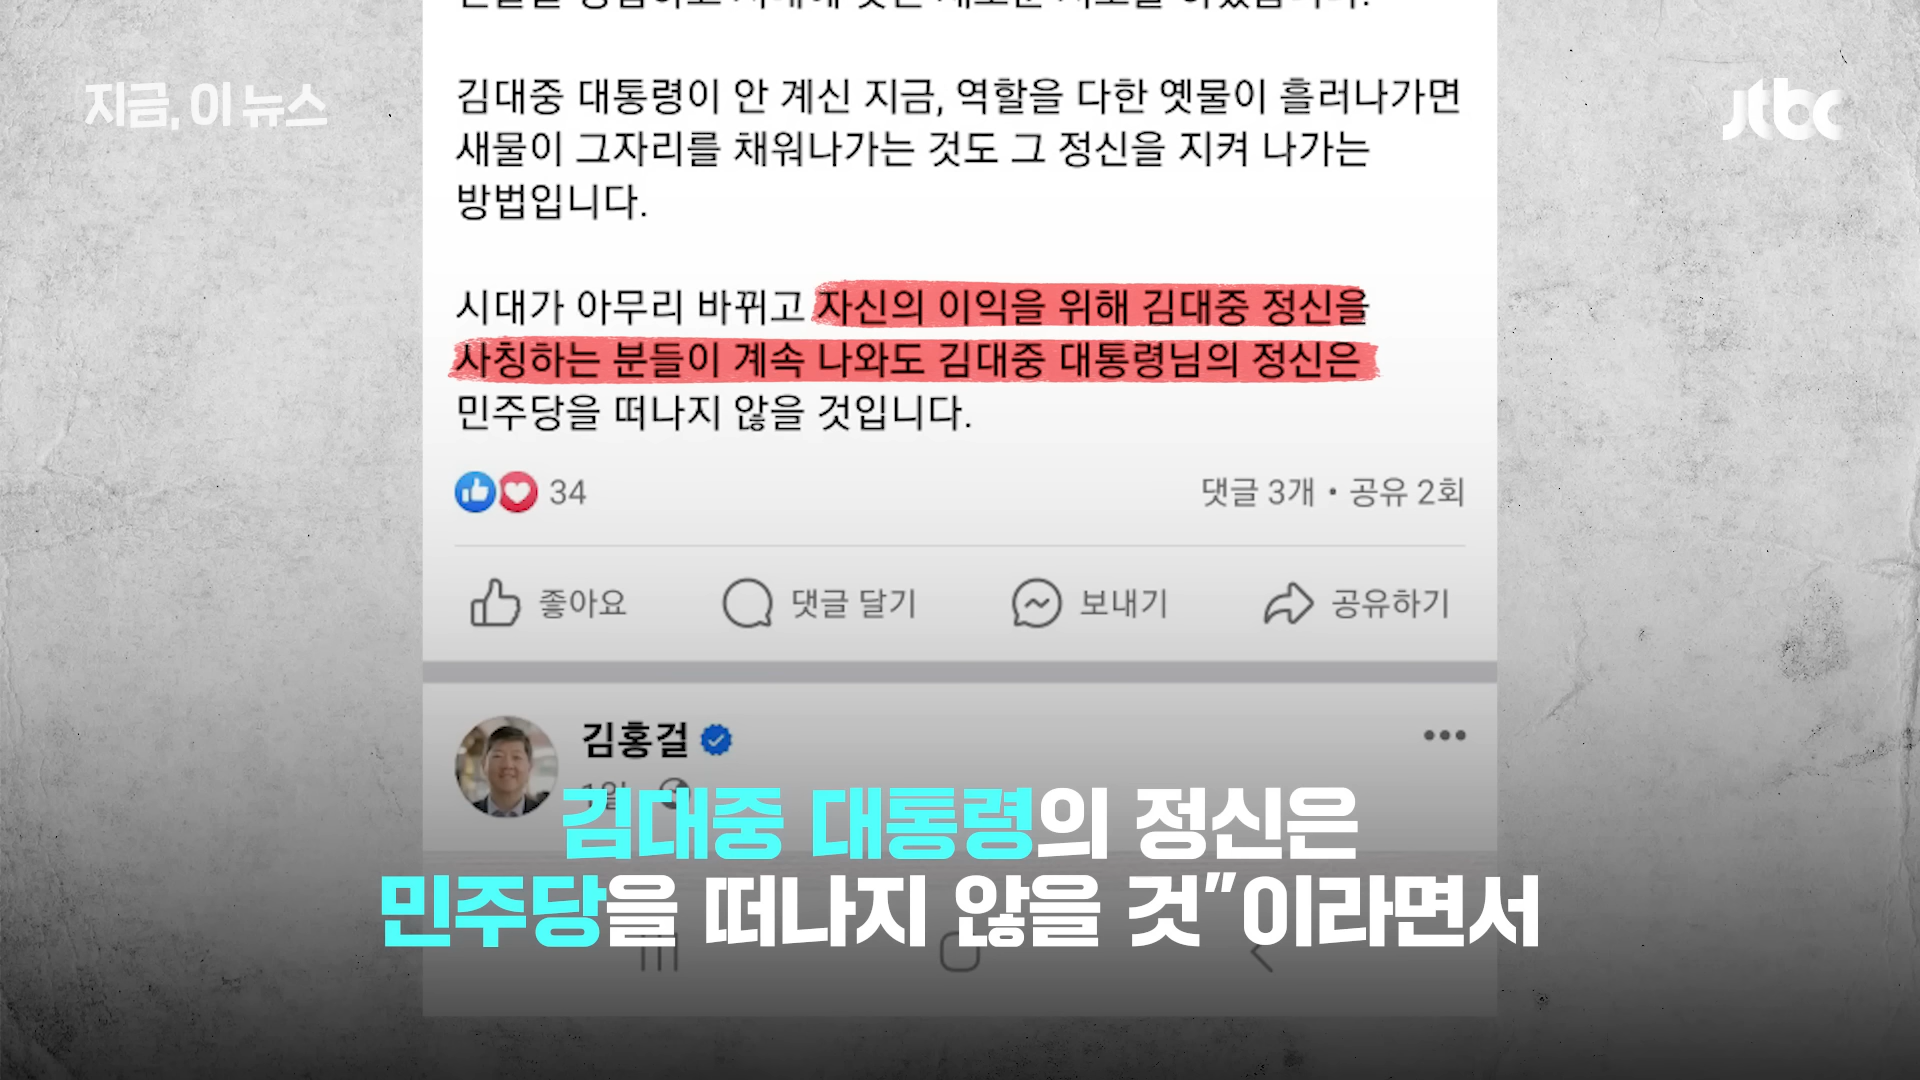 지금, 이 뉴스
jtbc
김대중 대통령이 안 계신 지금, 역할을 다한 옛물이 흘러나가면
새물이 그자리를 채워나가는 것도 그 정신을 지켜 나가는
방법입니다.
시대가 아무리 바뀌고 자신의 이익을 위해 김대중 정신을
사칭하는 분들이 계속 나와도 김대중 대통령님의 정신은
민주당을 떠나지 않을 것입니다.
34
댓글 3개 • 공유 2회
좋아요
댓글 달기
보내기
공유하기
김홍걸
1일
김대중 대통령의 정신은
민주당을 떠나지 않을 것"이라면서